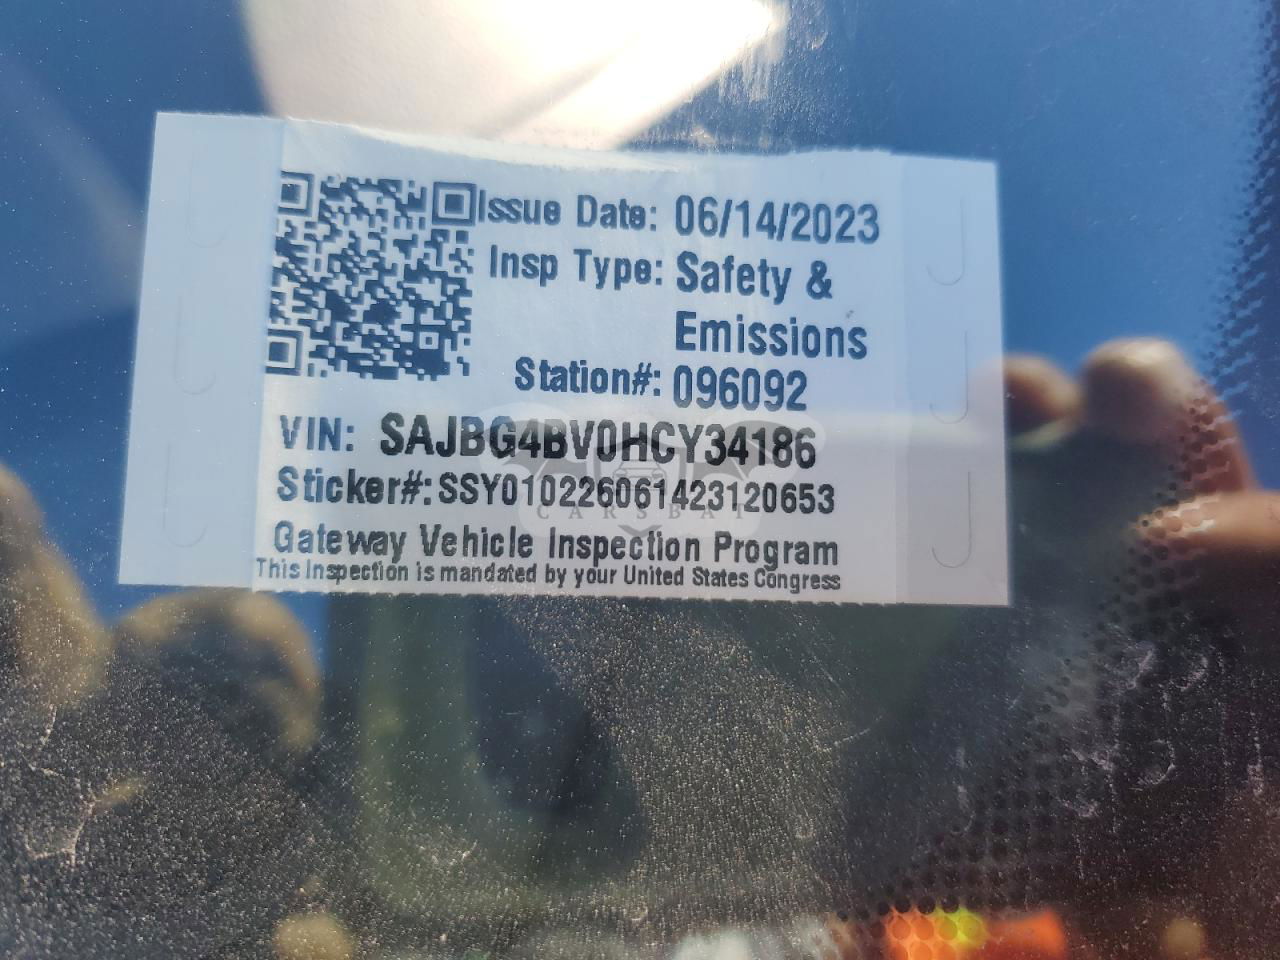 Issue Date: 06/14/2023
Insp Type: Safety &
Emissions
Station#: 096092
VIN: SAJBG4BV0HCY34186
Sticker#: SSY010226061423120653
CARSBAT
Gateway Vehicle Inspection Program
This Inspection is mandated by your United States Congress